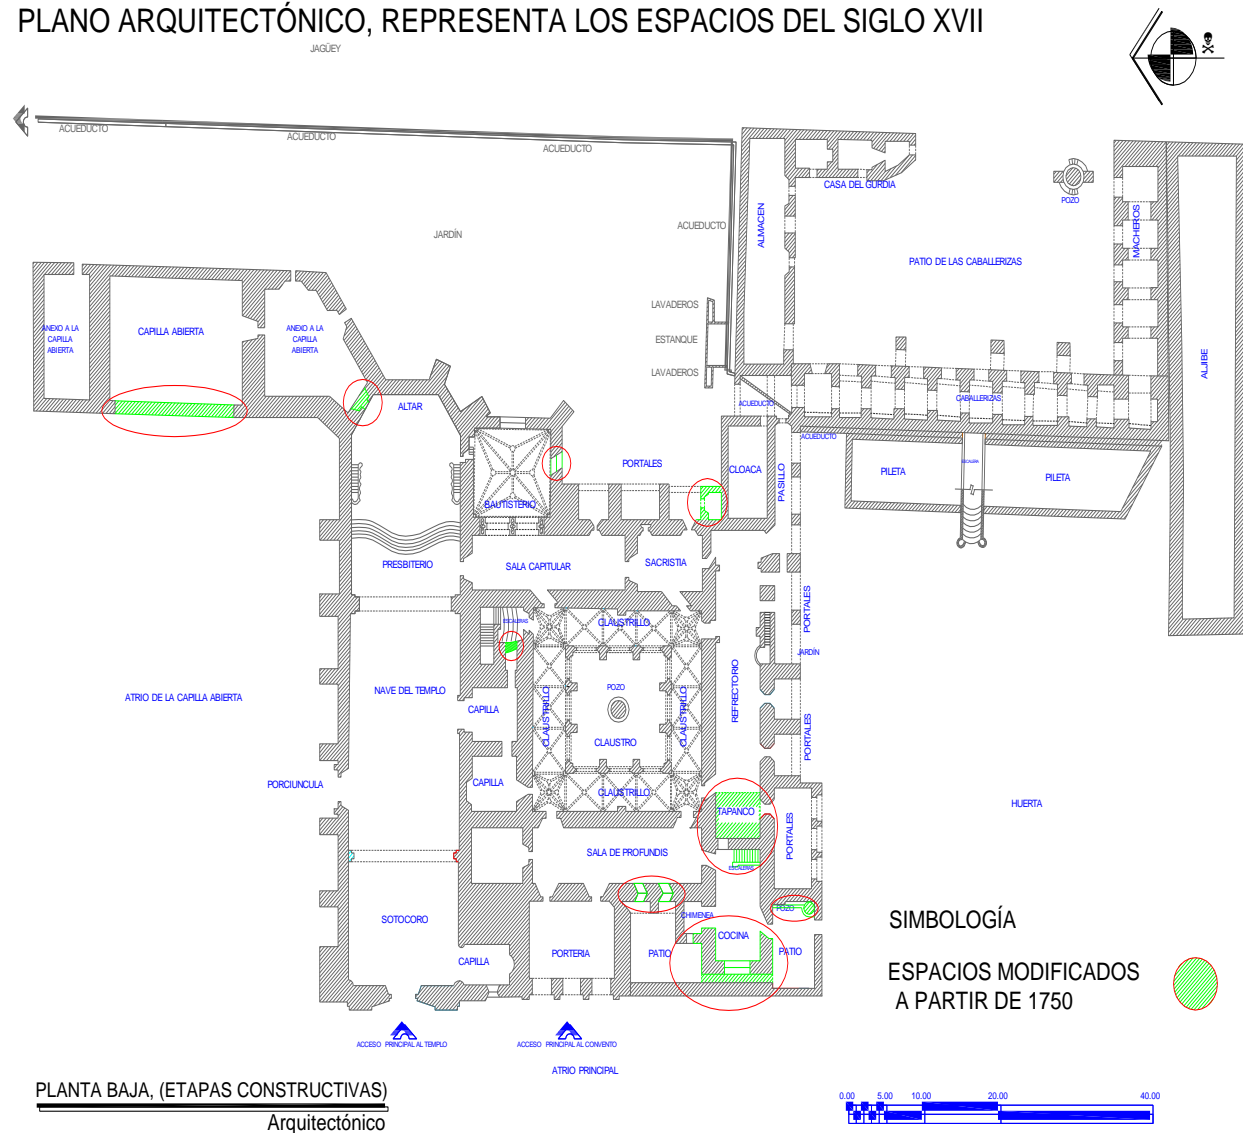 PLANO ARQUITECTÓNICO, REPRESENTA LOS ESPACIOS DEL SIGLO XVII
JAGÜEY
ACUEDUCTO
ACUEDUCTO
ACUEDUCTO
CASA DEL GURDIA
POZO
ALMACEN
ACUEDUCTO
JARDÍN
MACHEROS
PATIO DE LAS CABALLERIZAS
LAVADEROS
ESTANQUE
LAVADEROS
ANEXO A LA
CAPILLA
ABIERTA
CAPILLA ABIERTA
ANEXO A LA
CAPILLA
ABIERTA
ALJIBE
ALTAR
ACUEDUCTO
CABALLERIZAS
ACUEDUCTO
PORTALES
CLOACA
PASILLO
PILETA
ESCALERA
PILETA
BAUTISTERIO
PRESBITERIO
SALA CAPITULAR
SACRISTIA
ESCALERAS
CLAUSTRILLO
PORTALES
JARDÍN
ATRIO DE LA CAPILLA ABIERTA
NAVE DEL TEMPLO
CAPILLA
CLAUSTRILLO
POZO
CLAUSTRO
CLAUSTRILLO
REFRECTORIO
PORTALES
PORCIUNCULA
CAPILLA
CLAUSTRILLO
TAPANCO
PORTALES
HUERTA
SALA DE PROFUNDIS
ESCALERAS
SOTOCORO
CHIMENEA
POZO
COCINA
CAPILLA
PORTERIA
PATIO
PATIO
SIMBOLOGÍA
ESPACIOS MODIFICADOS
A PARTIR DE 1750
ACCESO PRINCIPAL AL TEMPLO
ACCESO PRINCIPAL AL CONVENTO
ATRIO PRINCIPAL
PLANTA BAJA, (ETAPAS CONSTRUCTIVAS)
Arquitectónico
0.00 5.00 10.00 20.00 40.00